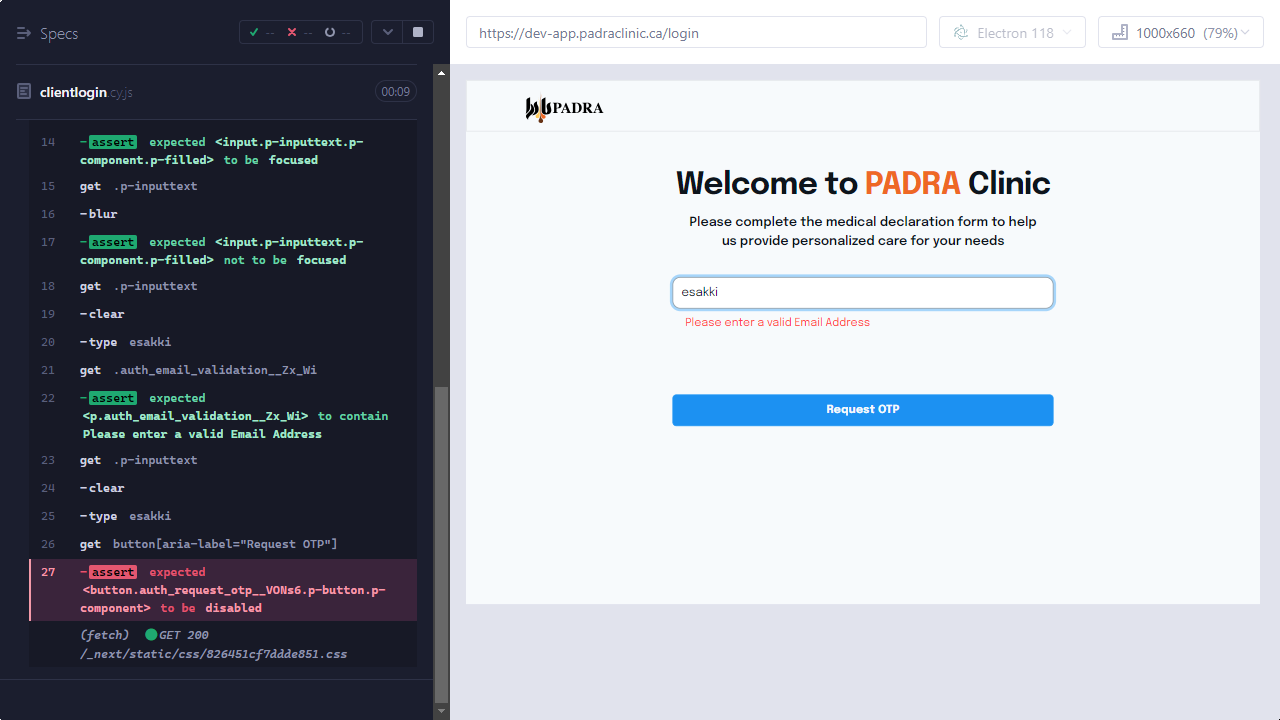 Specs
-- -- --
clientlogin.cy.js 00:09
14 -assert expected <input.p-inputtext.p-
component.p-filled> to be focused
15 get .p-inputtext
16 -blur
17 -assert expected <input.p-inputtext.p-
component.p-filled> not to be focused
18 get .p-inputtext
19 -clear
20 -type esakki
21 get .auth_email_validation__Zx_Wi
22 -assert expected
<p.auth_email_validation__Zx_Wi> to contain
Please enter a valid Email Address
23 get .p-inputtext
24 -clear
25 -type esakki
26 get button[aria-label="Request OTP"]
27 -assert expected
<button.auth_request_otp__VONs6.p-button.p-
component> to be disabled
(fetch) GET 200
/_next/static/css/826451cf7ddde851.css
https://dev-app.padraclinic.ca/login
Electron 118
1000x660 (79%)
PADRA
Welcome to PADRA Clinic
Please complete the medical declaration form to help
us provide personalized care for your needs
esakki
Please enter a valid Email Address
Request OTP